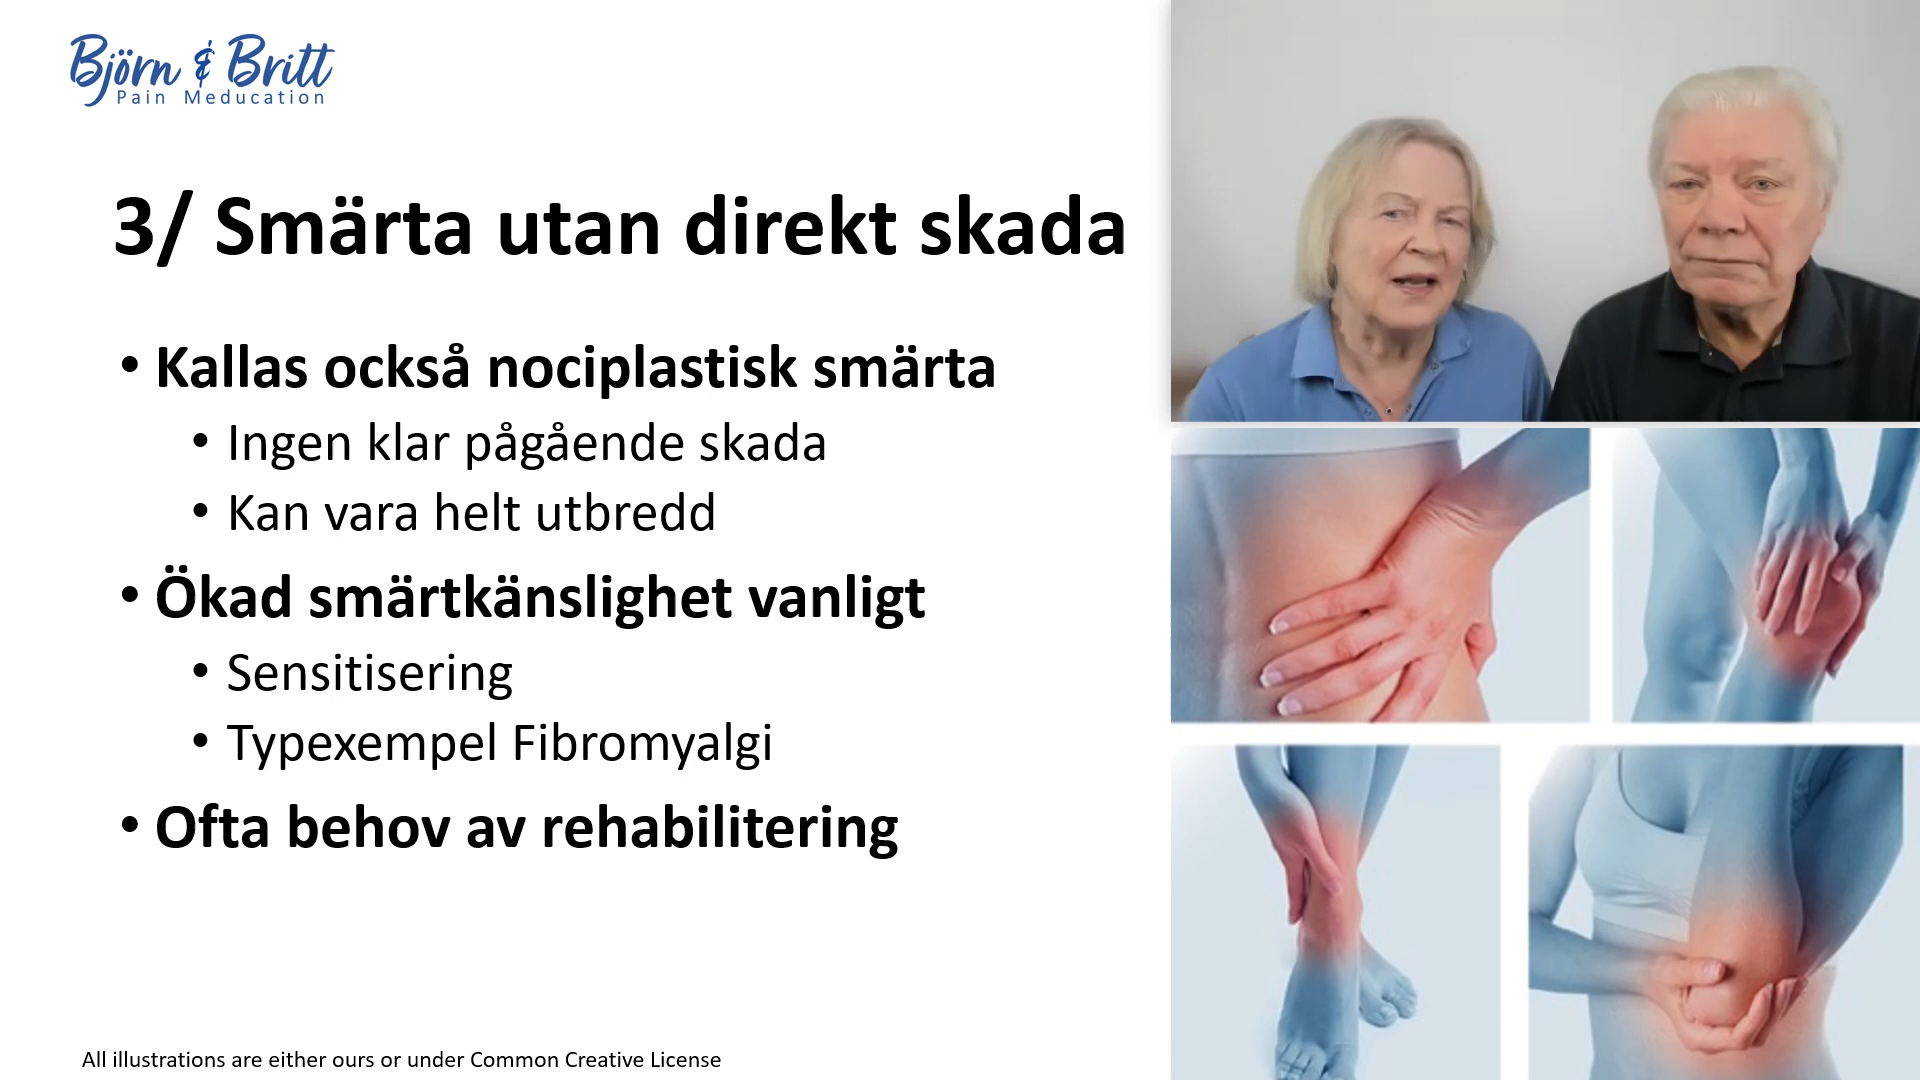 Björn & Britt
Pain Meducation
3/ Smärta utan direkt skada
• Kallas också nociplastisk smärta
• Ingen klar pågående skada
• Kan vara helt utbredd
• Ökad smärtkänslighet vanligt
• Sensitisering
• Typexempel Fibromyalgi
• Ofta behov av rehabilitering
All illustrations are either ours or under Common Creative License